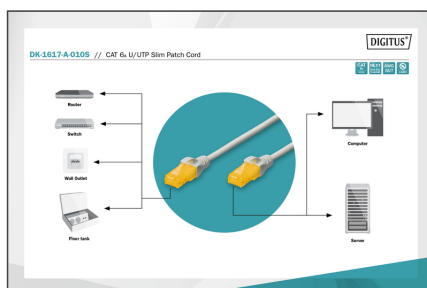 DIGITUS®
DK-1617-A-010S // CAT 6A U/UTP Slim Patch Cord
Router
Switch
Wall Outlet
Floor tank
Computer
Server